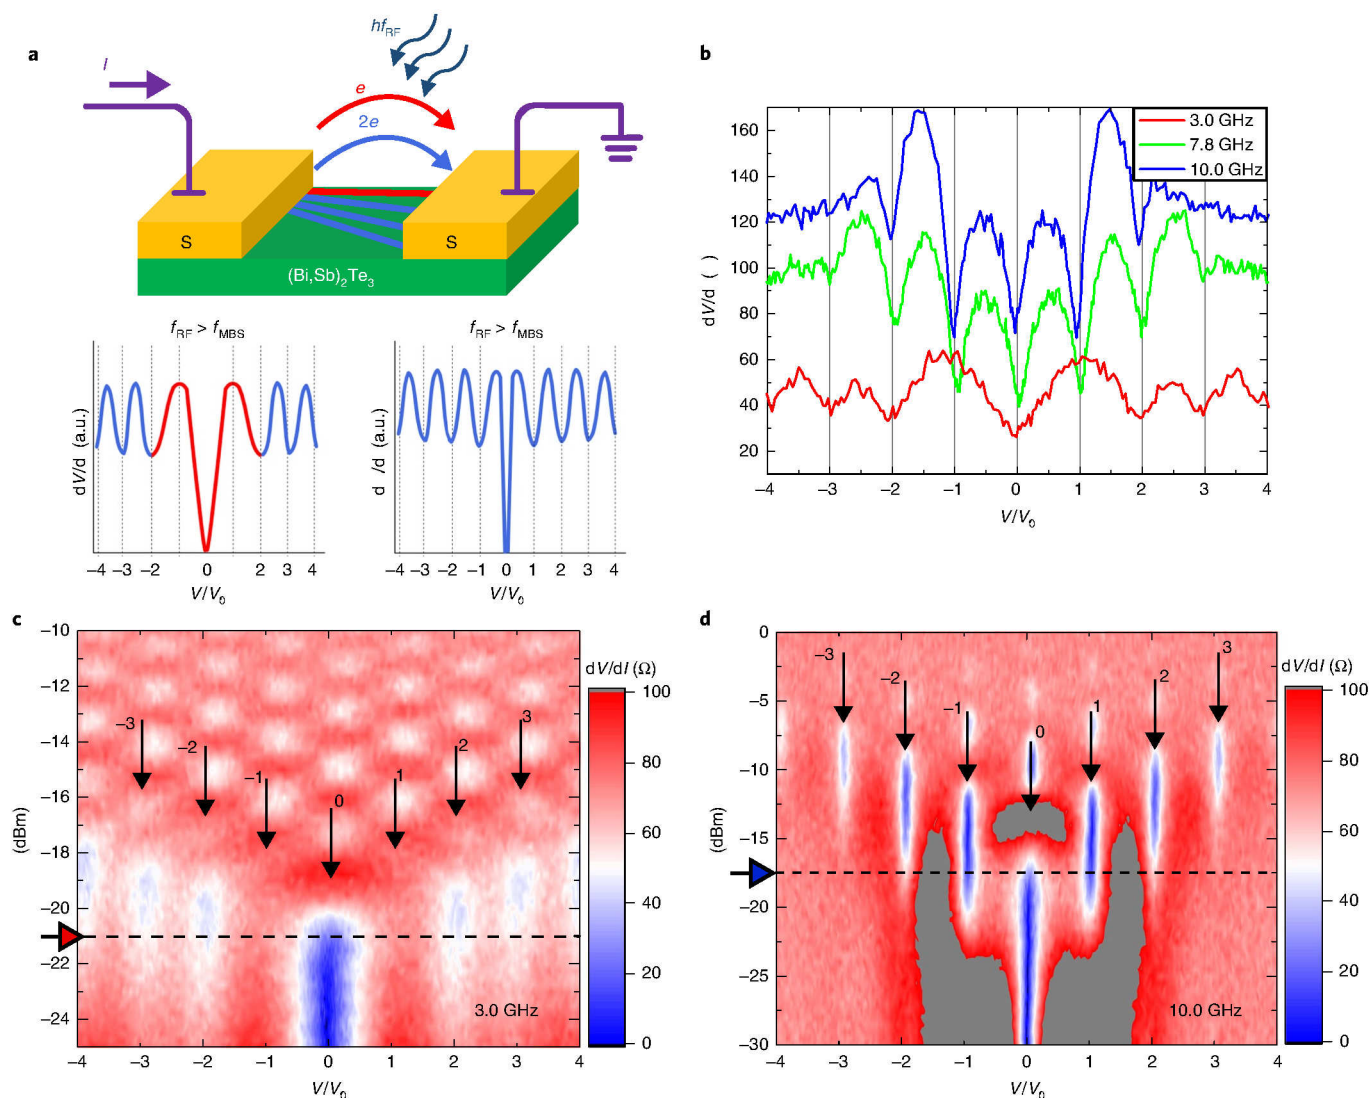 a
I
hf_RF
e
2e
S
S
(Bi,Sb)₂Te₃
f_RF > f_MBS
dV/d (a.u.)
–4 –3 –2 0 2 3 4
V/V₀
f_RF > f_MBS
d /d (a.u.)
–4 –3 –2 –1 0 1 2 3 4
V/V₀
b
3.0 GHz
7.8 GHz
10.0 GHz
dV/d ( )
160
140
120
100
80
60
40
20
–4 –3 –2 –1 0 1 2 3 4
V/V₀
c
(dBm)
–10
–12
–14
–16
–18
–20
–22
–24
–3 –2 –1 0 1 2 3
3.0 GHz
–4 –3 –2 –1 0 1 2 3 4
V/V₀
dV/dI (Ω)
100
80
60
40
20
0
d
(dBm)
0
–5
–10
–15
–20
–25
–30
–3 –2 –1 0 1 2 3
10.0 GHz
–4 –3 –2 –1 0 1 2 3 4
V/V₀
dV/dI (Ω)
100
80
60
40
20
0